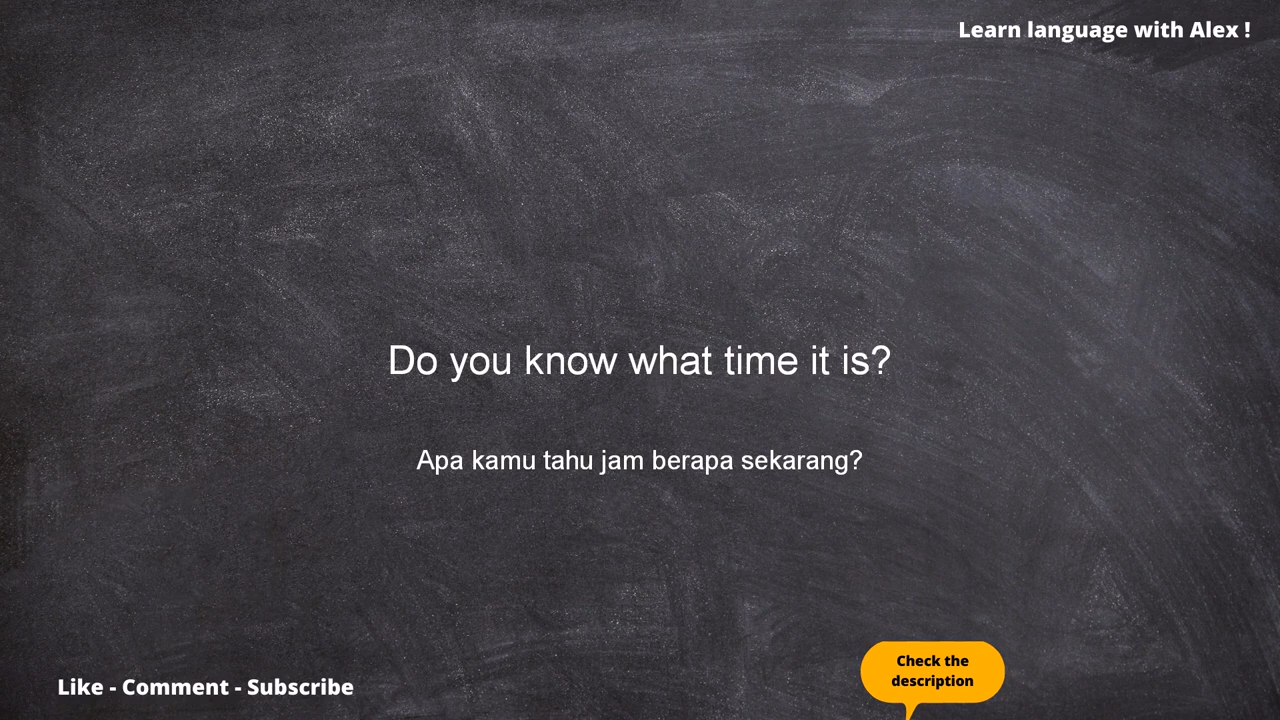 Learn language with Alex !
Do you know what time it is?
Apa kamu tahu jam berapa sekarang?
Like - Comment - Subscribe
Check the
description